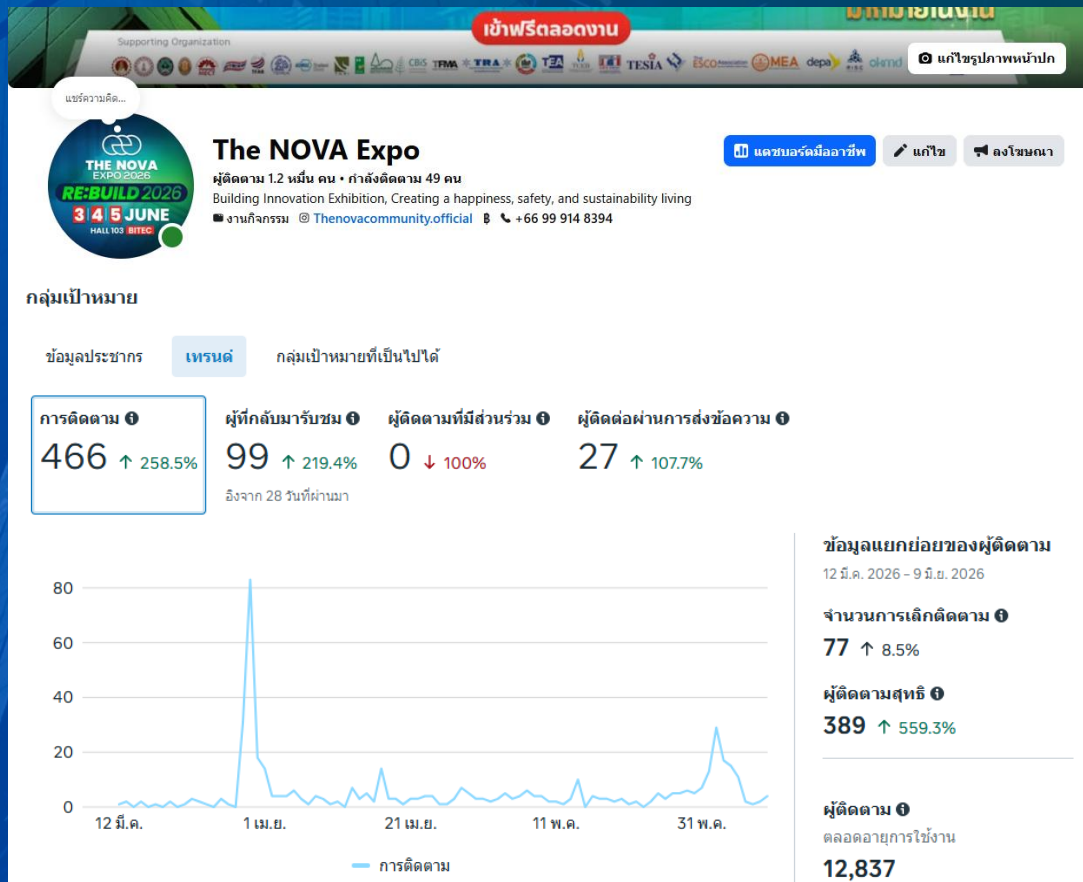 เข้าฟรีตลอดงาน
Supporting Organization
CBiS TFMA TRA TEA TESIA MEA depa okmd
แก้ไขรูปภาพหน้าปก
แชร์ความคิด...
THE NOVA
EXPO 2026
RE:BUILD 2026
3 4 5 JUNE
HALL 103 BITEC
The NOVA Expo
ผู้ติดตาม 1.2 หมื่น คน • กำลังติดตาม 49 คน
Building Innovation Exhibition, Creating a happiness, safety, and sustainability living
งานกิจกรรม Thenovacommunity.official +66 99 914 8394
แดชบอร์ดมืออาชีพ
แก้ไข
ลงโฆษณา
กลุ่มเป้าหมาย
ข้อมูลประชากร เทรนด์ กลุ่มเป้าหมายที่เป็นไปได้
การติดตาม ผู้ที่กลับมารับชม ผู้ติดตามที่มีส่วนร่วม ผู้ติดต่อผ่านการส่งข้อความ
466 ↑ 258.5% 99 ↑ 219.4% 0 ↓ 100% 27 ↑ 107.7%
อิงจาก 28 วันที่ผ่านมา
80
60
40
20
0
12 มี.ค. 1 เม.ย. 21 เม.ย. 11 พ.ค. 31 พ.ค.
การติดตาม
ข้อมูลแยกย่อยของผู้ติดตาม
12 มี.ค. 2026 – 9 มิ.ย. 2026
จำนวนการเลิกติดตาม
77 ↑ 8.5%
ผู้ติดตามสุทธิ
389 ↑ 559.3%
ผู้ติดตาม
ตลอดอายุการใช้งาน
12,837